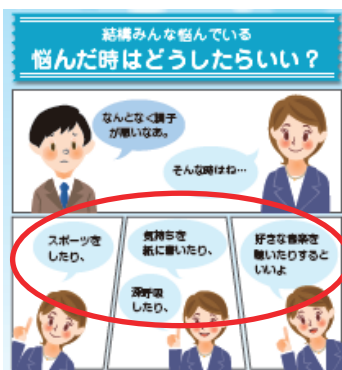 結構みんな悩んでいる
悩んだ時はどうしたらいい？
なんとなく調子
が悪いなあ。
そんな時はね…
スポーツを
したり、
気持ちを
紙に書いたり、
深呼吸
したり、
好きな音楽を
聴いたりすると
いいよ